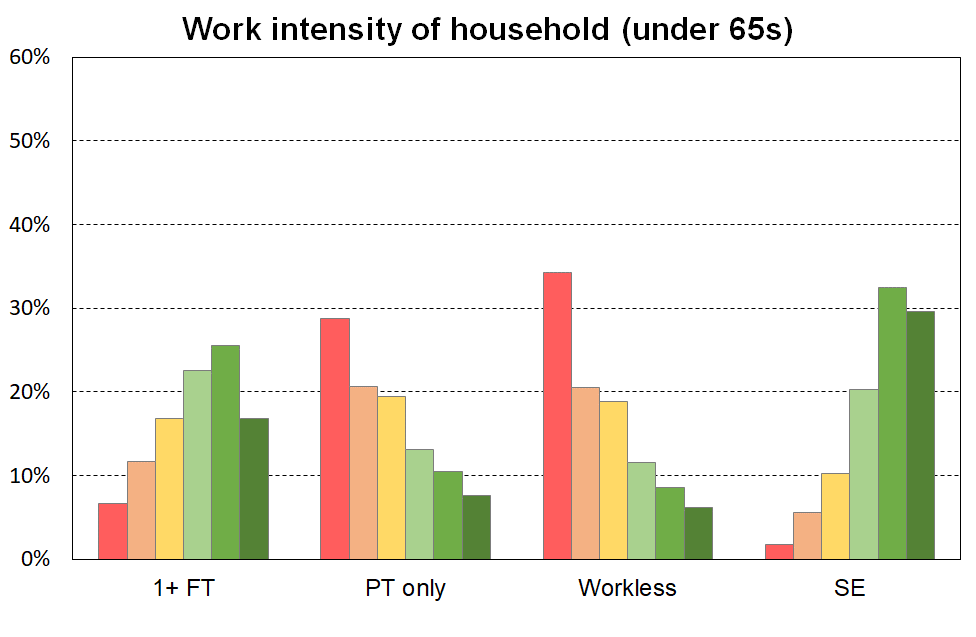 Work intensity of household (under 65s)
60%
50%
40%
30%
20%
10%
0%
1+ FT
PT only
Workless
SE